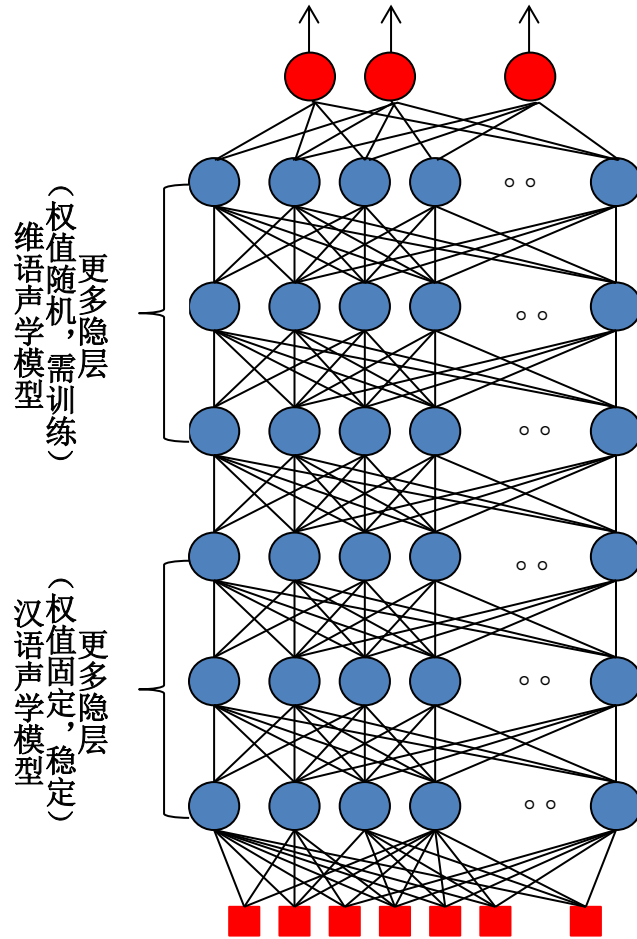 更多隐层
（权值随机，需训练）
维语声学模型
更多隐层
（权值固定，稳定）
汉语声学模型